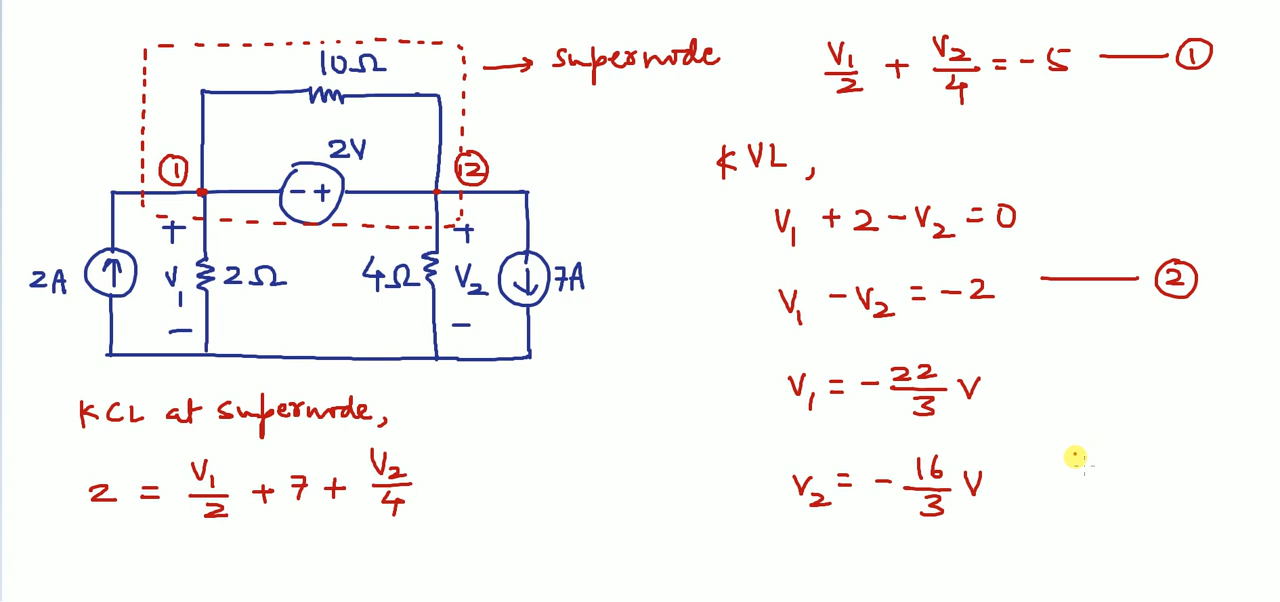 10Ω → supernode
2V
①
②
+
2A V₁ 2Ω
−
+
4Ω V₂ 7A
−
KCL at supernode,
2 = V₁/2 + 7 + V₂/4
V₁/2 + V₂/4 = -5 —— ①
KVL,
V₁ + 2 - V₂ = 0
V₁ - V₂ = -2 —— ②
V₁ = -22/3 V
V₂ = -16/3 V